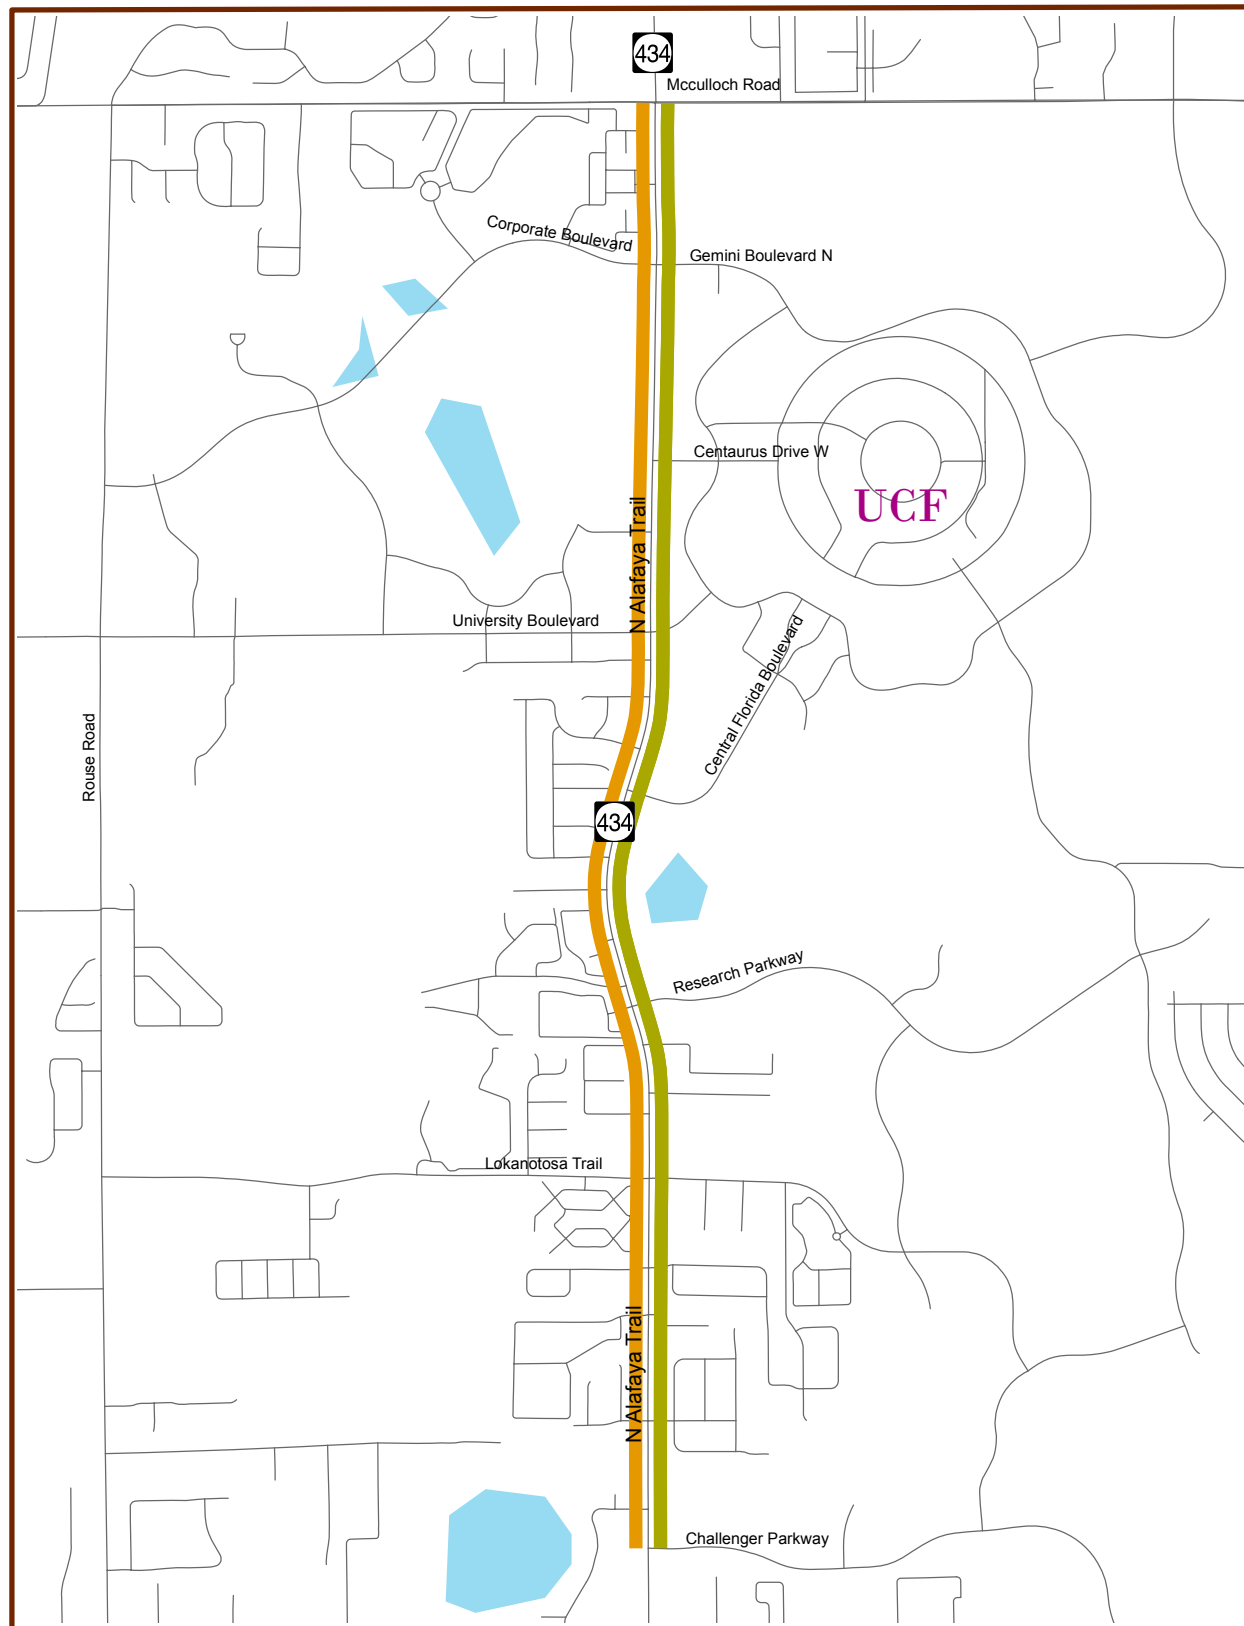 434
Mcculloch Road
Corporate Boulevard
Gemini Boulevard N
Centaurus Drive W
UCF
N Alafaya Trail
University Boulevard
Central Florida Boulevard
Rouse Road
434
Research Parkway
Lokanotosa Trail
N Alafaya Trail
Challenger Parkway